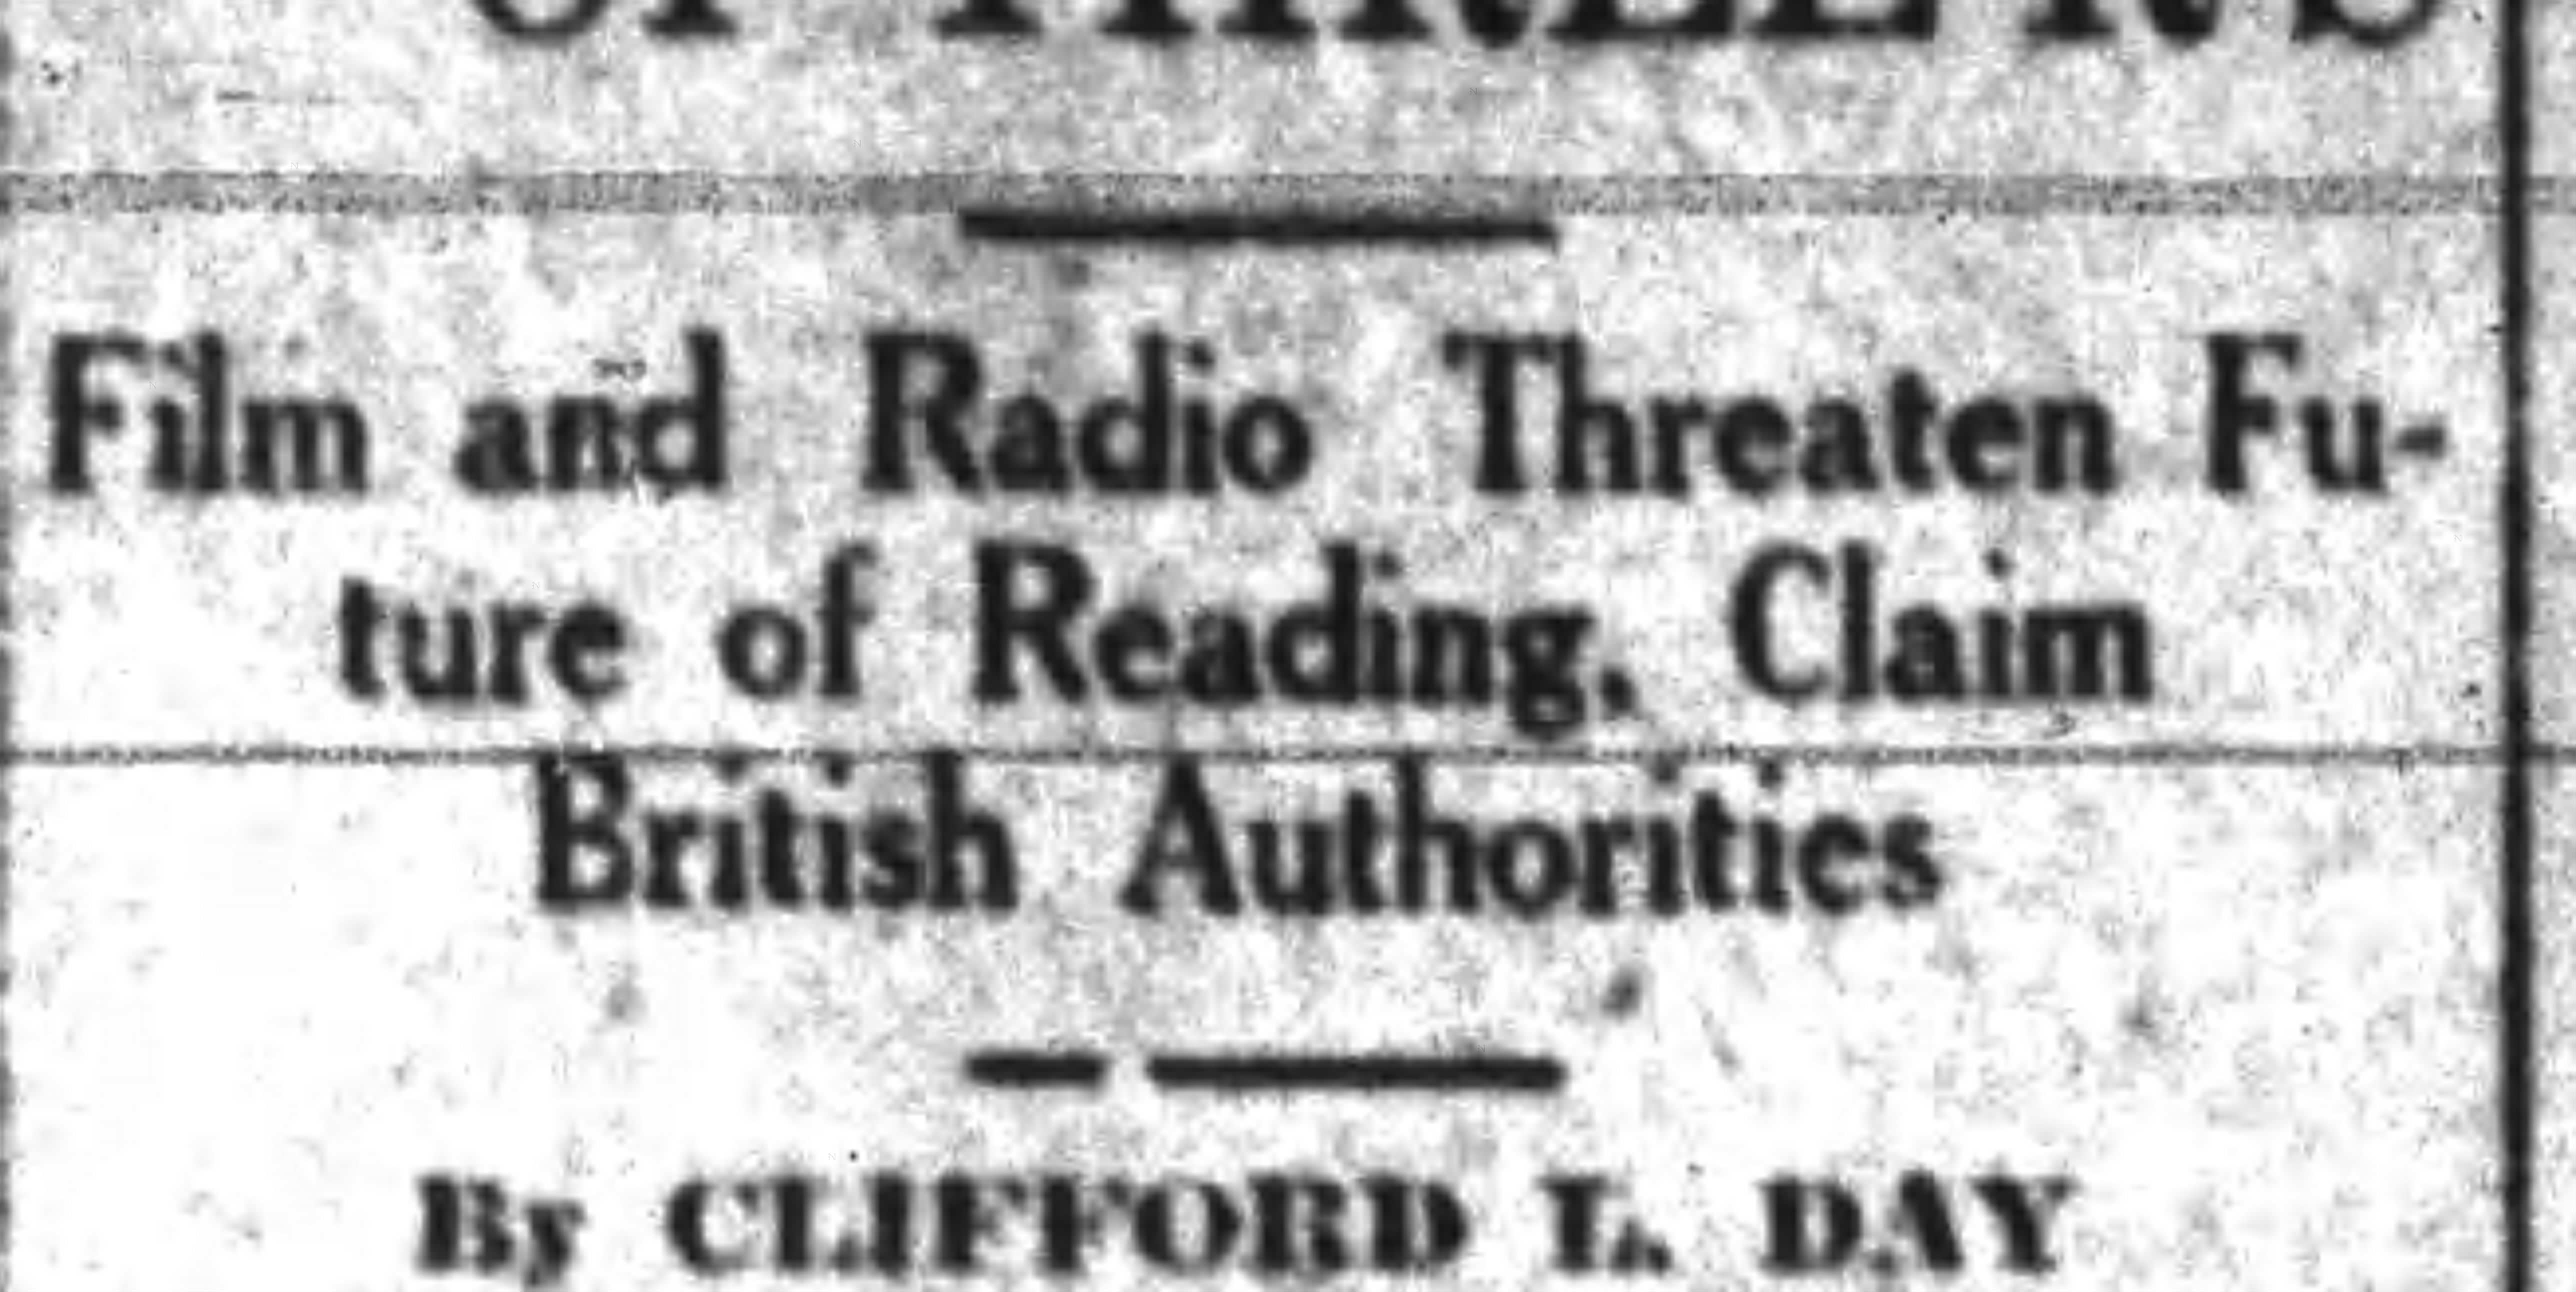 Film and Radio Threaten Fu-
ture of Reading, Claim
British Authorities
By CLIFFORD L. DAY